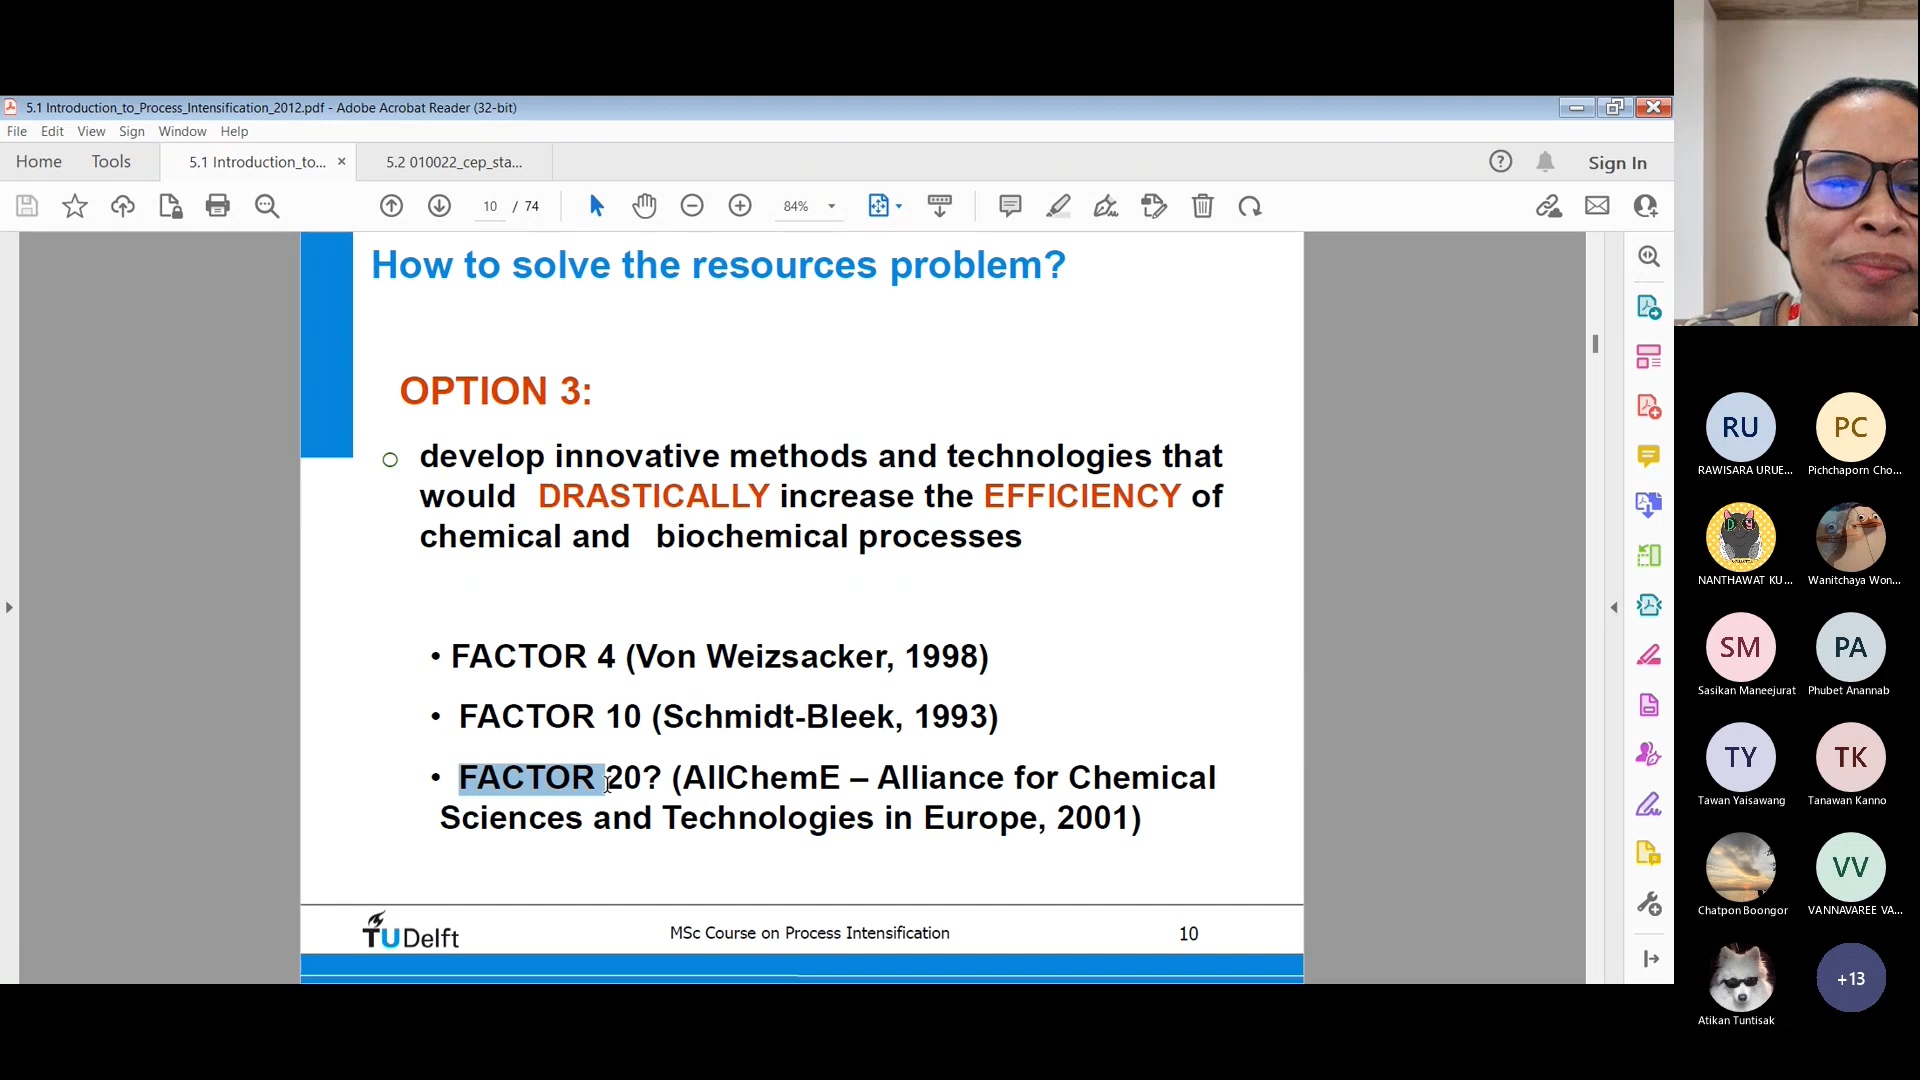 5.1 Introduction_to_Process_Intensification_2012.pdf - Adobe Acrobat Reader (32-bit)
File Edit View Sign Window Help
Home Tools 5.1 Introduction_to... × 5.2 010022_cep_sta... Sign In
10 / 74 84%
How to solve the resources problem?
OPTION 3:
develop innovative methods and technologies that
would DRASTICALLY increase the EFFICIENCY of
chemical and biochemical processes
• FACTOR 4 (Von Weizsacker, 1998)
• FACTOR 10 (Schmidt-Bleek, 1993)
• FACTOR 20? (AllChemE – Alliance for Chemical
Sciences and Technologies in Europe, 2001)
TU Delft
MSc Course on Process Intensification
10
RU PC
RAWISARA URUE... Pichchaporn Cho...
NANTHAWAT KU... Wanitchaya Won...
SM PA
Sasikan Maneejurat Phubet Anannab
TY TK
Tawan Yaisawang Tanawan Kanno
VV
Chatpon Boongor VANNAVAREE VA...
+13
Atikan Tuntisak